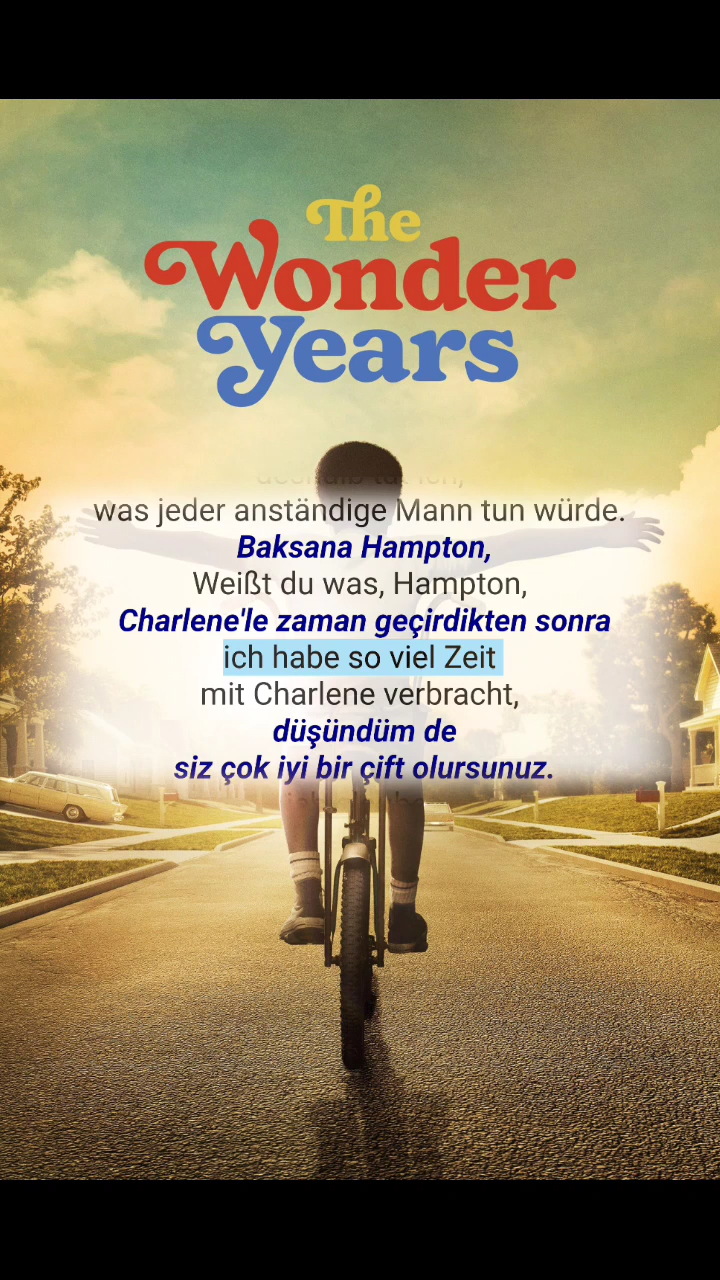 The
Wonder
Years
was jeder anständige Mann tun würde.
Baksana Hampton,
Weißt du was, Hampton,
Charlene'le zaman geçirdikten sonra
ich habe so viel Zeit
mit Charlene verbracht,
düşündüm de
siz çok iyi bir çift olursunuz.